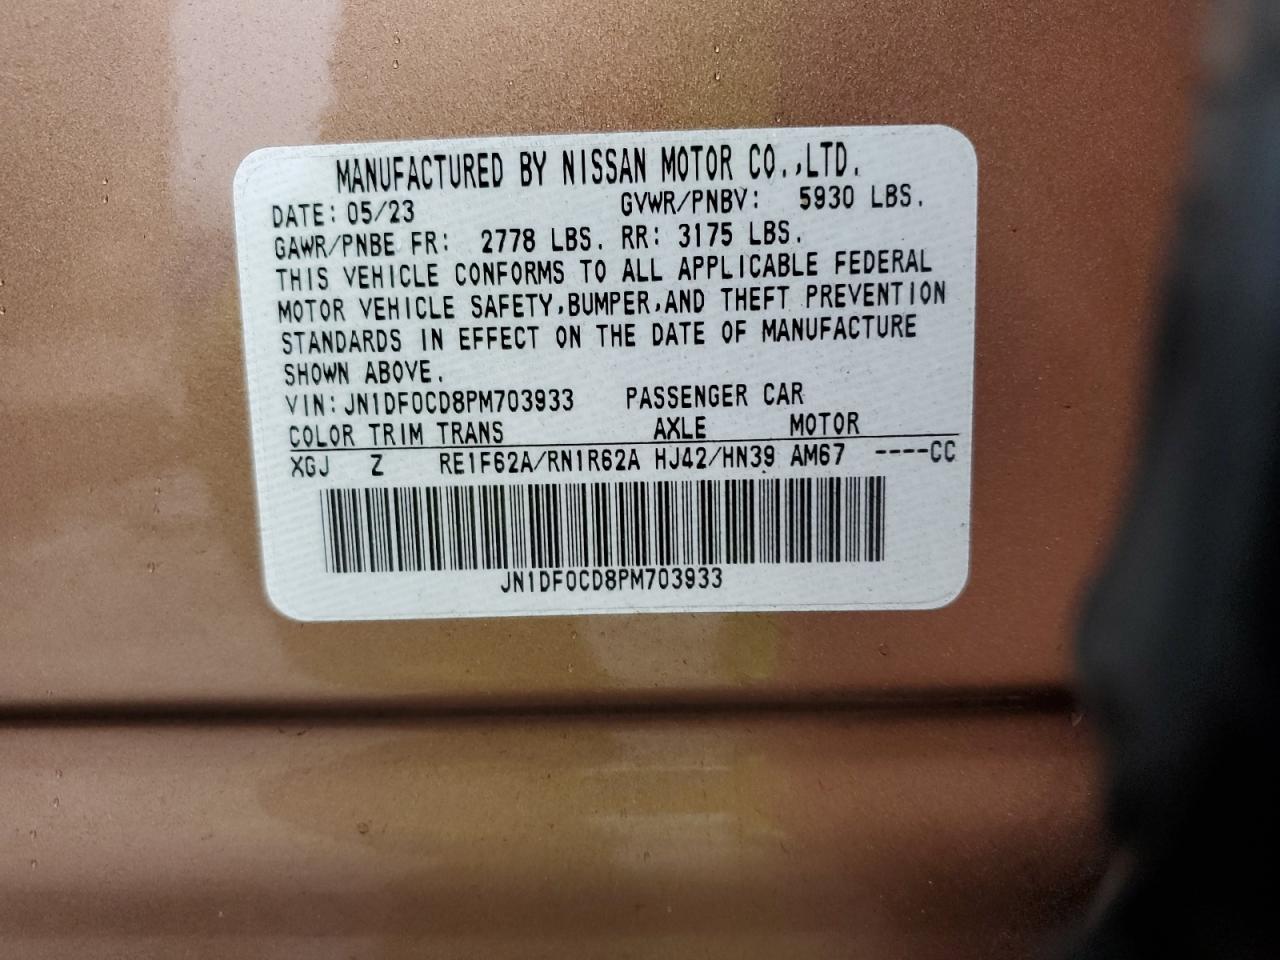 MANUFACTURED BY NISSAN MOTOR CO.,LTD.
DATE: 05/23 GVWR/PNBV: 5930 LBS.
GAWR/PNBE FR: 2778 LBS. RR: 3175 LBS.
THIS VEHICLE CONFORMS TO ALL APPLICABLE FEDERAL
MOTOR VEHICLE SAFETY,BUMPER,AND THEFT PREVENTION
STANDARDS IN EFFECT ON THE DATE OF MANUFACTURE
SHOWN ABOVE.
VIN: JN1DF0CD8PM703933 PASSENGER CAR
COLOR TRIM TRANS AXLE MOTOR
XGJ Z RE1F62A/RN1R62A HJ42/HN39 AM67 ----CC
JN1DF0CD8PM703933